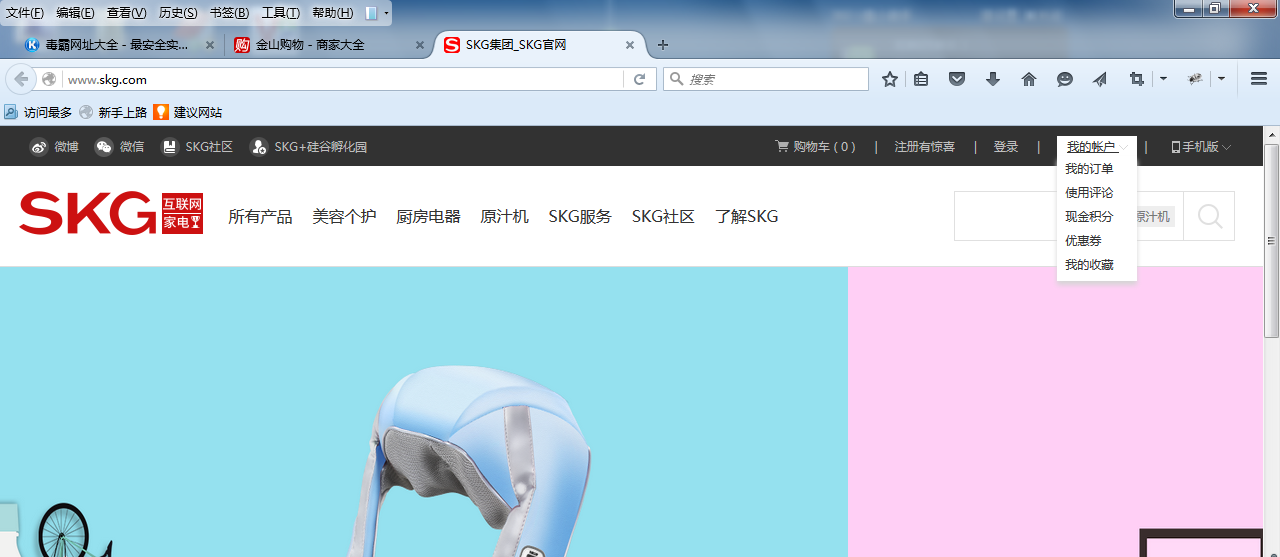 文件(F) 编辑(E) 查看(V) 历史(S) 书签(B) 工具(T) 帮助(H)
毒霸网址大全 - 最安全实... 金山购物 - 商家大全 SKG集团_SKG官网
www.skg.com 搜索
访问最多 新手上路 建议网站
微博 微信 SKG社区 SKG+硅谷孵化园 购物车 ( 0 ) | 注册有惊喜 | 登录 | 我的帐户 | 手机版
我的订单
使用评论
现金积分
优惠券
我的收藏
SKG 互联网
家电
所有产品 美容个护 厨房电器 原汁机 SKG服务 SKG社区 了解SKG 原汁机